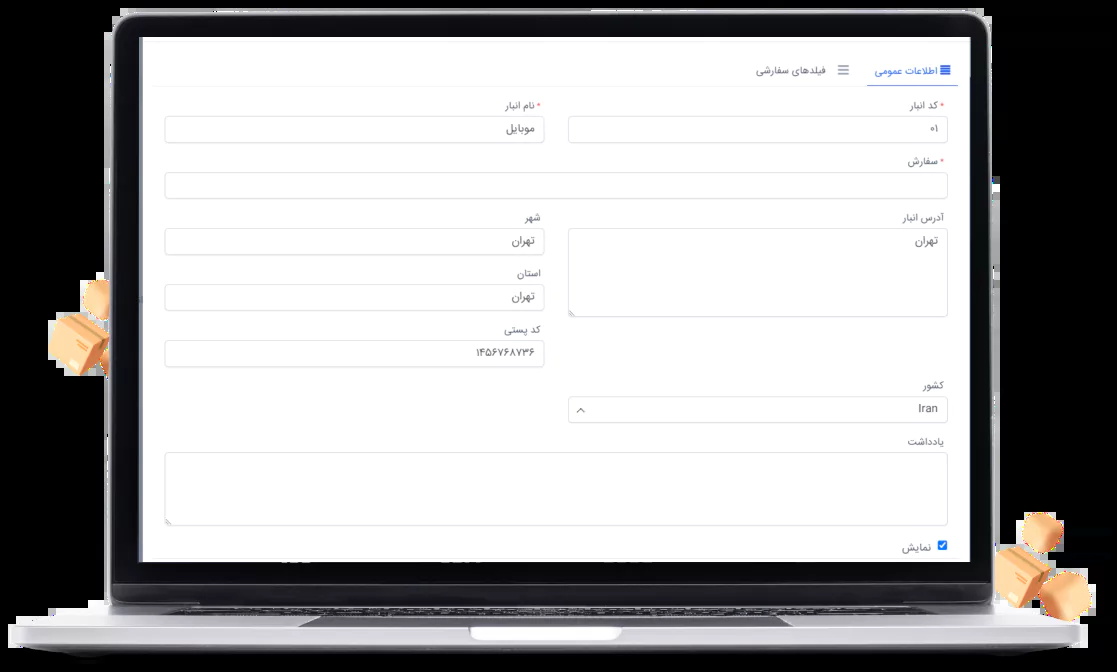 اطلاعات عمومی
فیلدهای سفارشی
* کد انبار
۰۱
* نام انبار
موبایل
* سفارش
آدرس انبار
تهران
شهر
تهران
استان
تهران
کد پستی
۱۴۵۶۷۶۸۷۳۶
کشور
Iran
یادداشت
نمایش